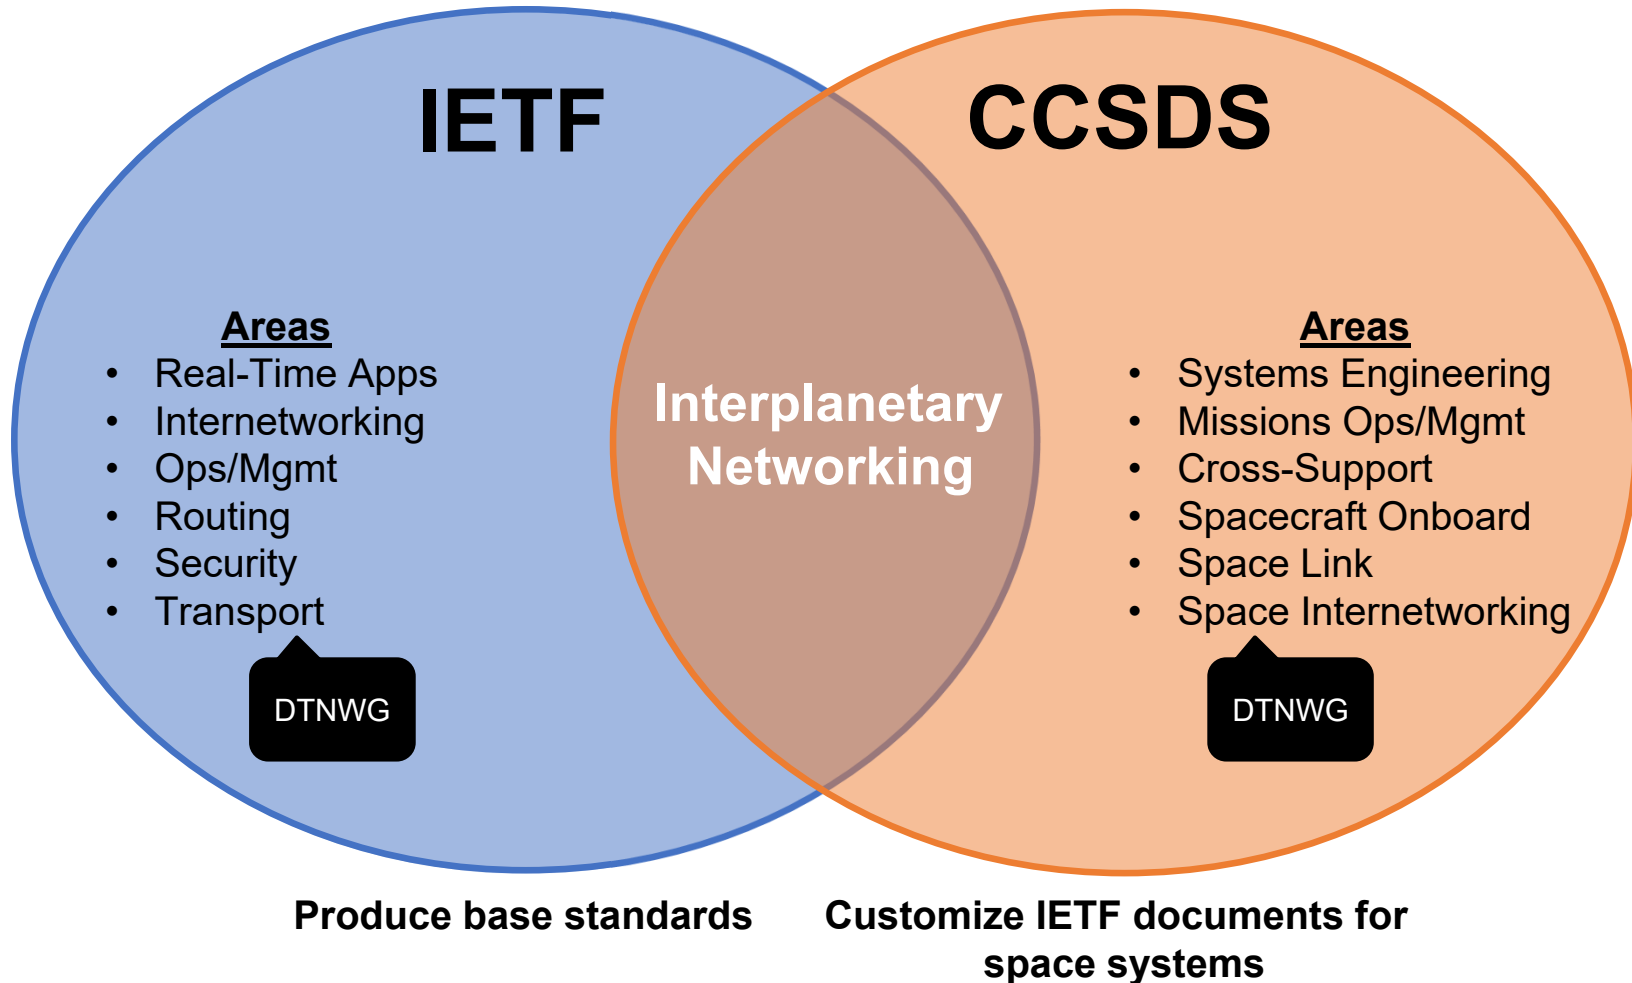 IETF
CCSDS
Areas
• Real-Time Apps
• Internetworking
• Ops/Mgmt
• Routing
• Security
• Transport
DTNWG
Interplanetary
Networking
Areas
• Systems Engineering
• Missions Ops/Mgmt
• Cross-Support
• Spacecraft Onboard
• Space Link
• Space Internetworking
DTNWG
Produce base standards
Customize IETF documents for
space systems